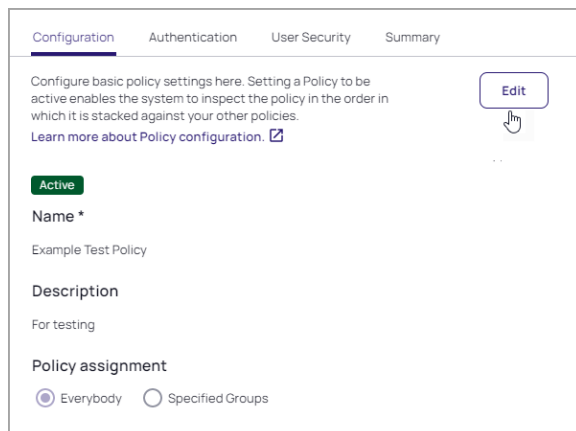 Configuration Authentication User Security Summary
Configure basic policy settings here. Setting a Policy to be
active enables the system to inspect the policy in the order in
which it is stacked against your other policies.
Learn more about Policy configuration.
Edit
Active
Name *
Example Test Policy
Description
For testing
Policy assignment
Everybody Specified Groups